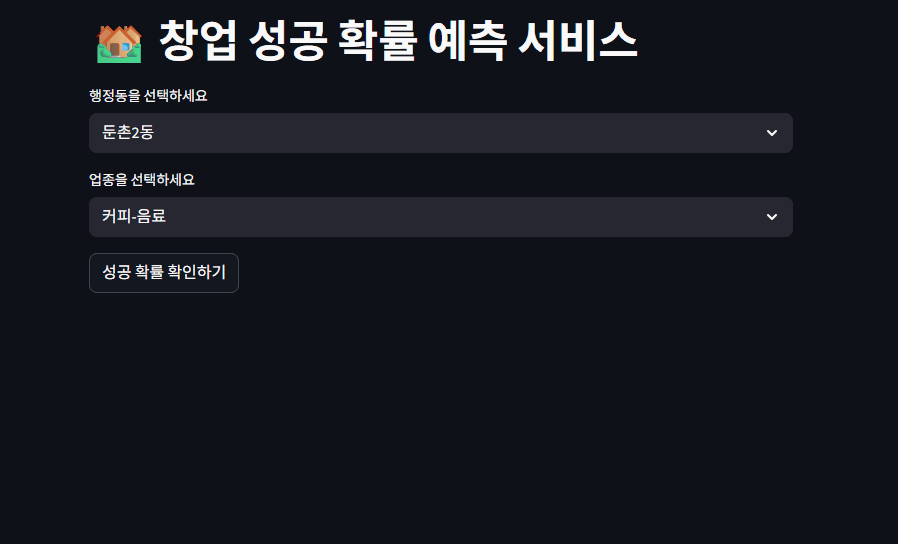 창업 성공 확률 예측 서비스
행정동을 선택하세요
둔촌2동
업종을 선택하세요
커피-음료
성공 확률 확인하기